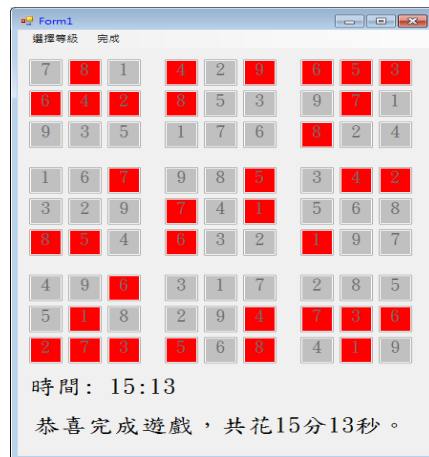 Form1
選擇等級 完成
7 8 1 4 2 9 6 5 3
6 4 2 8 5 3 9 7 1
9 3 5 1 7 6 8 2 4
1 6 7 9 8 5 3 4 2
3 2 9 7 4 1 5 6 8
8 5 4 6 3 2 1 9 7
4 9 6 3 1 7 2 8 5
5 1 8 2 9 4 7 3 6
2 7 3 5 6 8 4 1 9
時間: 15:13
恭喜完成遊戲，共花15分13秒。